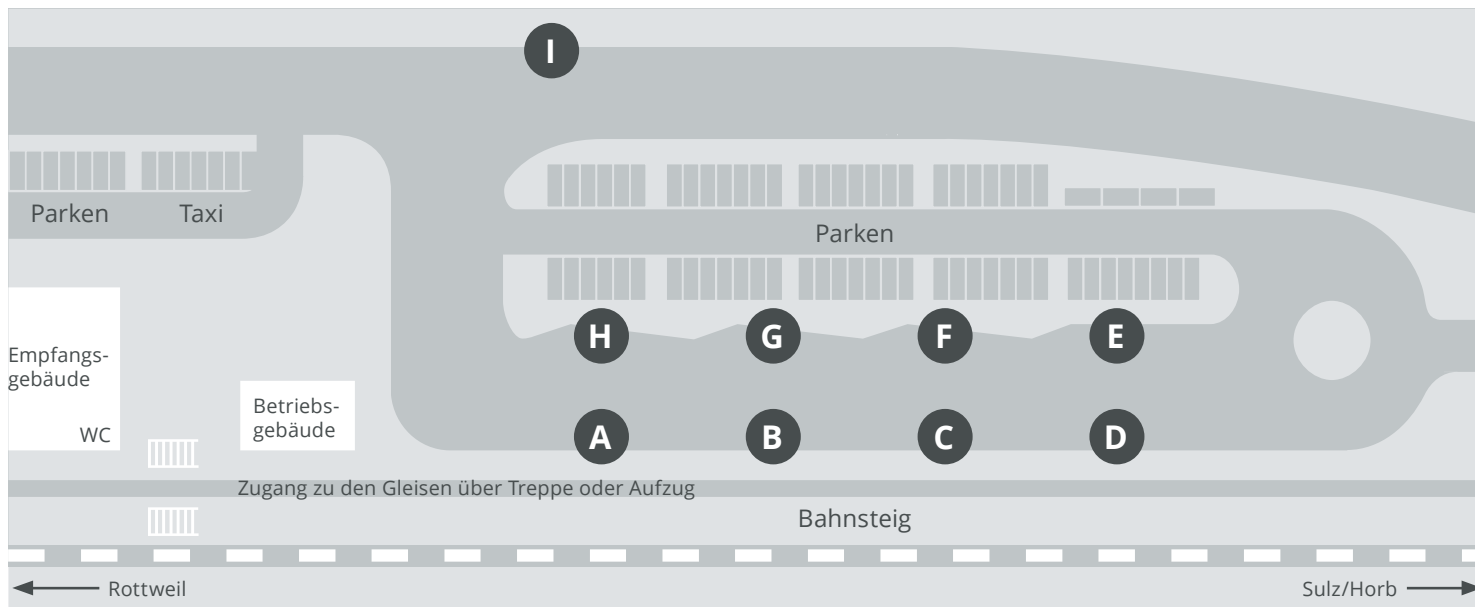 I
Parken
Taxi
Parken
H
G
F
E
Empfangs-
gebäude
WC
Betriebs-
gebäude
A
B
C
D
Zugang zu den Gleisen über Treppe oder Aufzug
Bahnsteig
Rottweil
Sulz/Horb